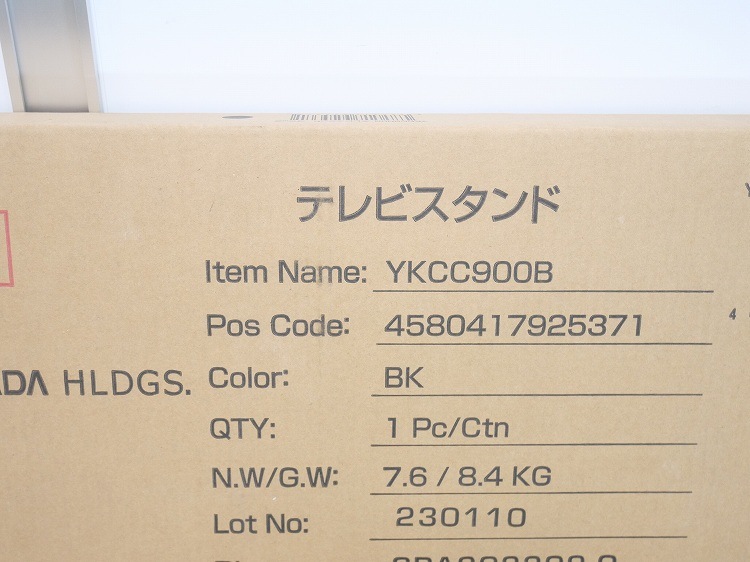 テレビスタンド
Item Name: YKCC900B
Pos Code: 4580417925371
HLDGS.
Color: BK
QTY: 1 Pc/Ctn
N.W/G.W: 7.6 / 8.4 KG
Lot No: 230110